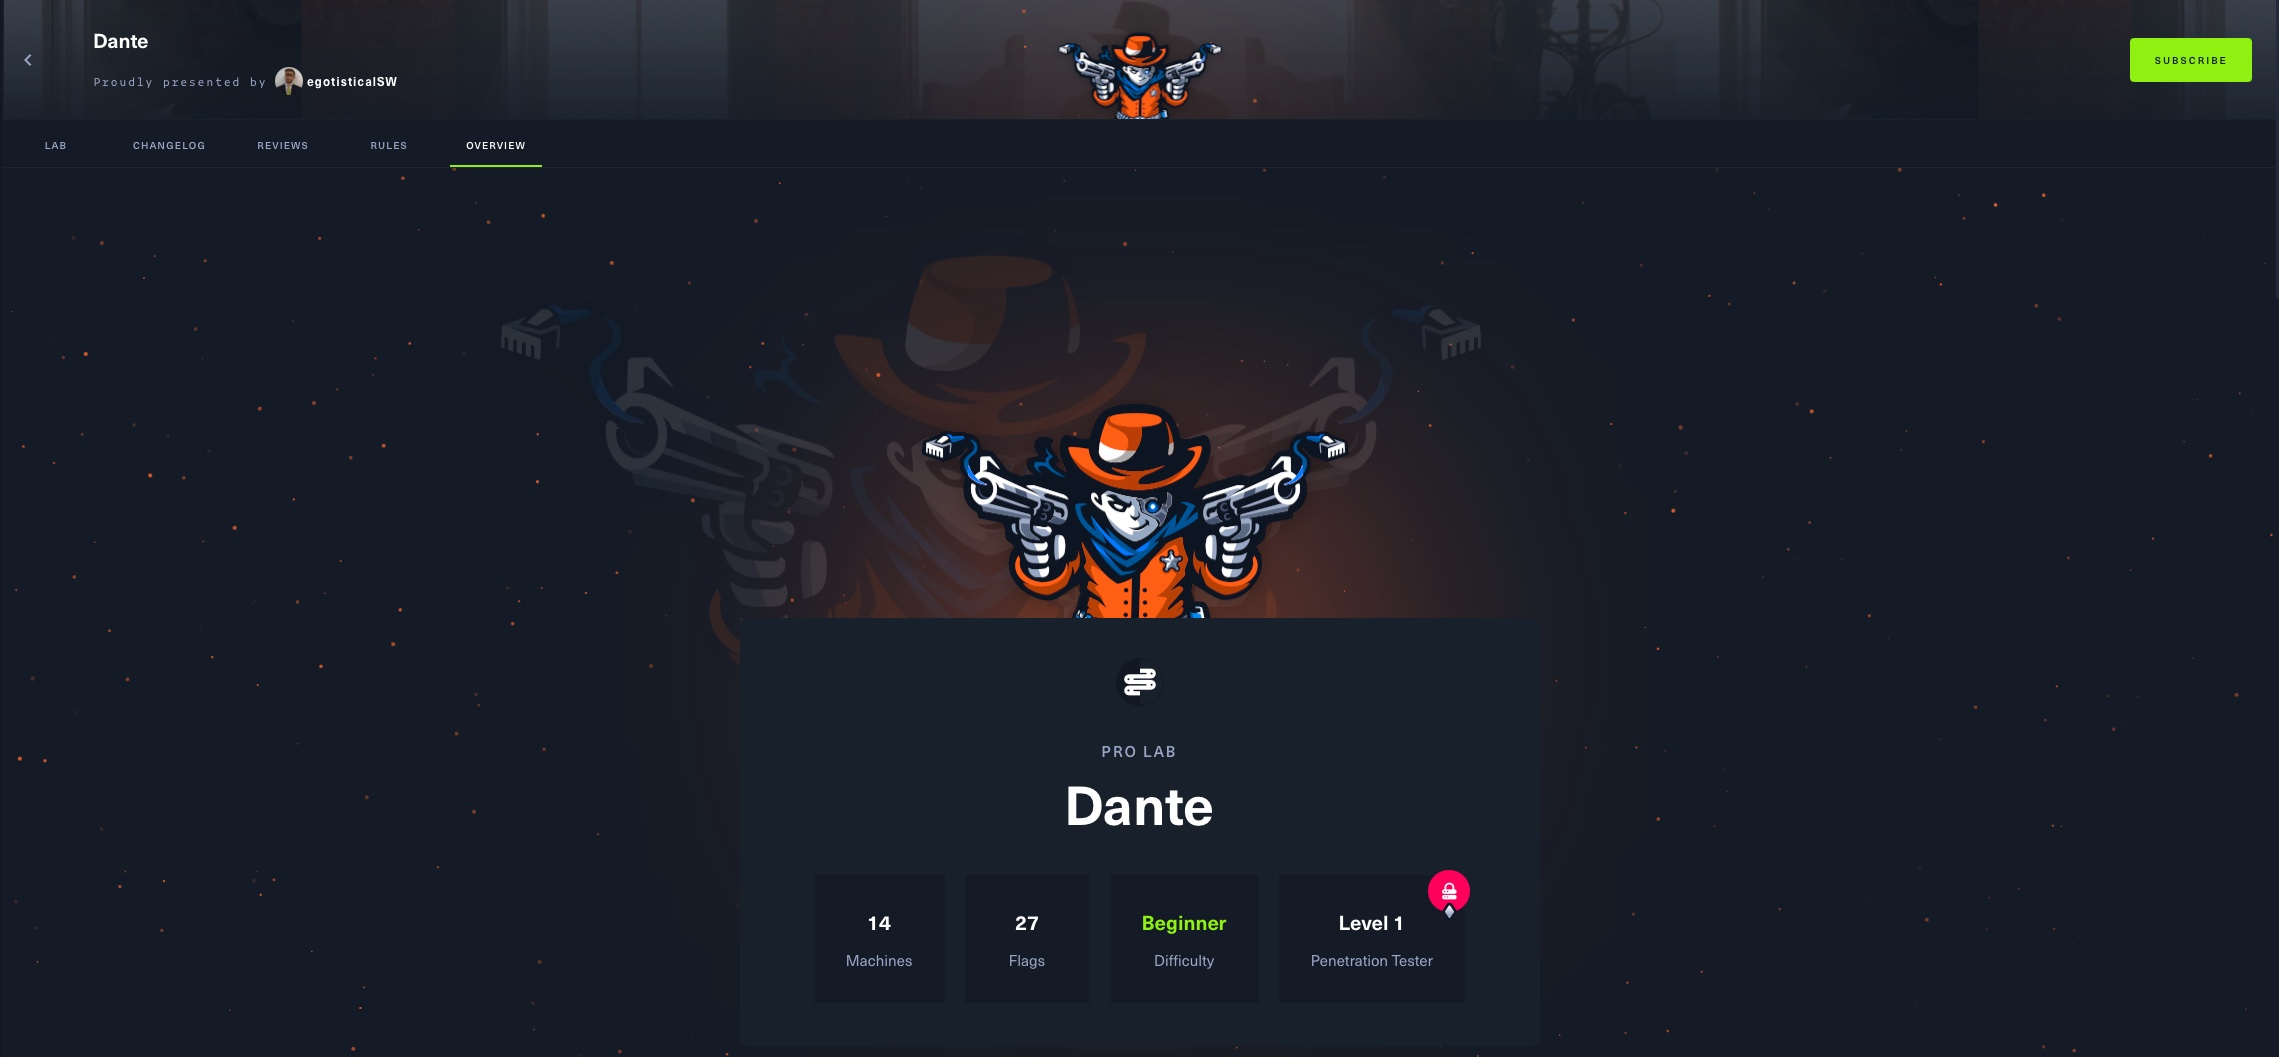 Dante
Proudly presented by egotisticalSW
SUBSCRIBE
LAB CHANGELOG REVIEWS RULES OVERVIEW
PRO LAB
Dante
14 27 Beginner Level 1
Machines Flags Difficulty Penetration Tester